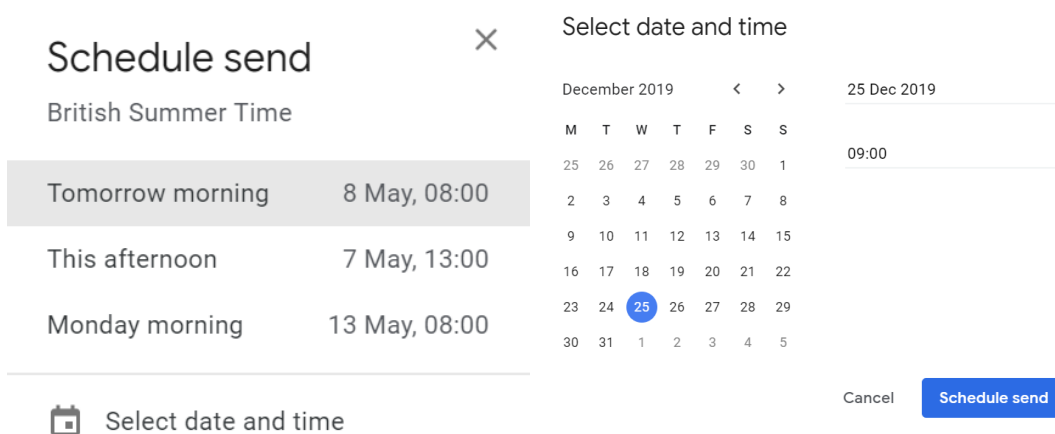 Schedule send
British Summer Time
Tomorrow morning 8 May, 08:00
This afternoon 7 May, 13:00
Monday morning 13 May, 08:00
Select date and time
Select date and time
December 2019
M T W T F S S
25 26 27 28 29 30 1
2 3 4 5 6 7 8
9 10 11 12 13 14 15
16 17 18 19 20 21 22
23 24 25 26 27 28 29
30 31 1 2 3 4 5
25 Dec 2019
09:00
Cancel Schedule send